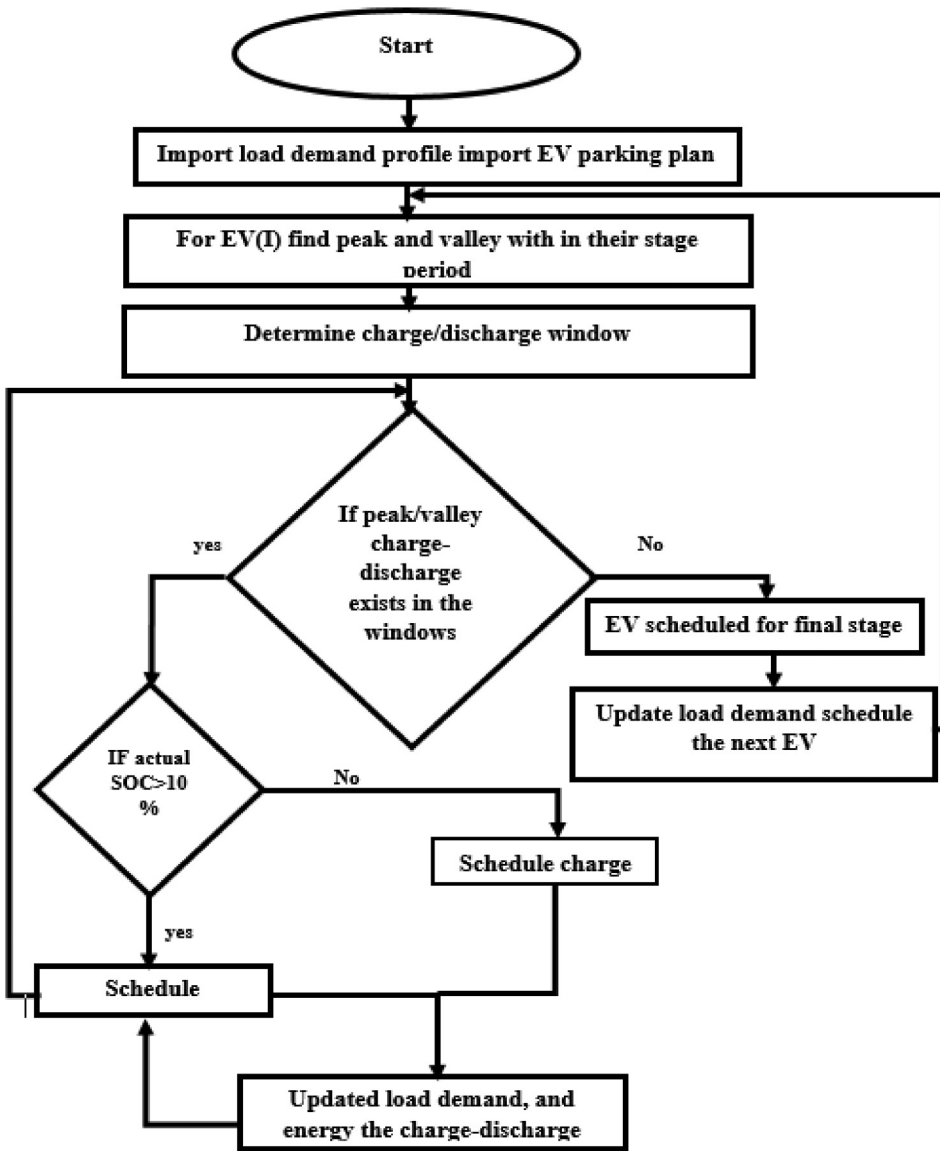 Start
Import load demand profile import EV parking plan
For EV(I) find peak and valley with in their stage
period
Determine charge/discharge window
If peak/valley
charge-
discharge
exists in the
windows
yes
No
EV scheduled for final stage
Update load demand schedule
the next EV
IF actual
SOC>10
%
No
Schedule charge
yes
Schedule
Updated load demand, and
energy the charge-discharge